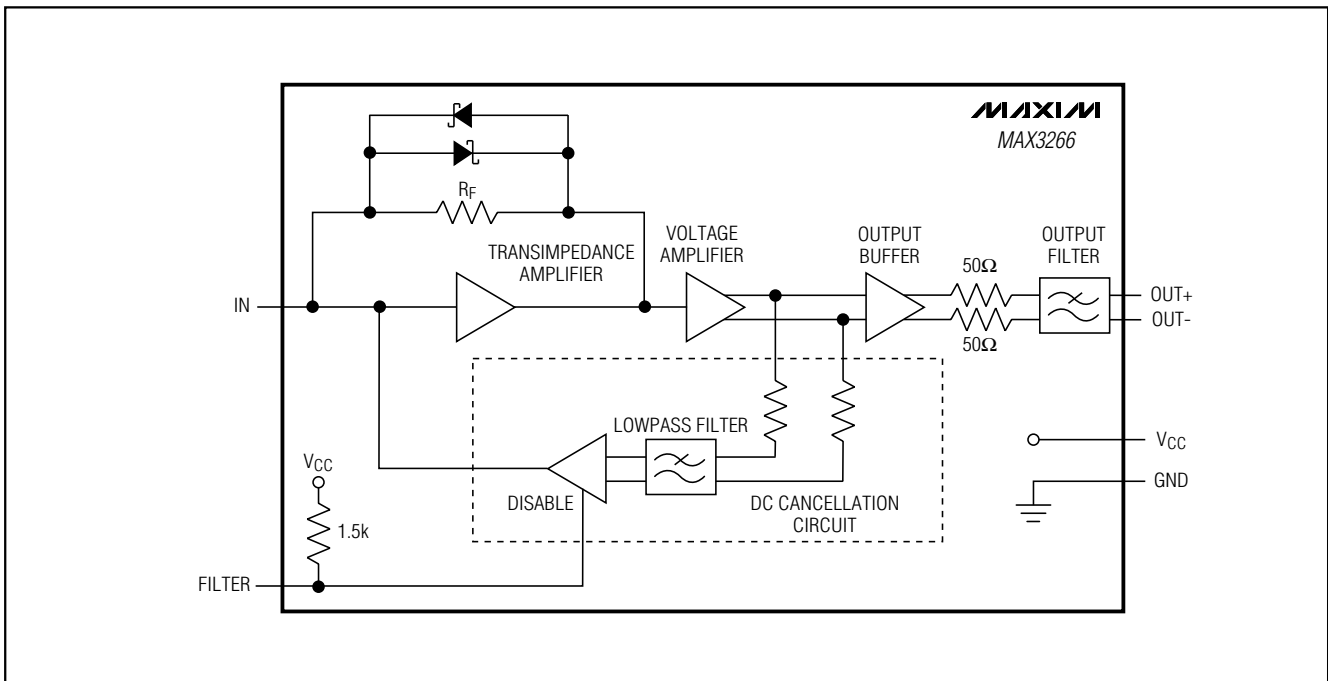 MAXIM
MAX3266
RF
TRANSIMPEDANCE
AMPLIFIER
VOLTAGE
AMPLIFIER
OUTPUT
BUFFER
OUTPUT
FILTER
50Ω
50Ω
IN
OUT+
OUT-
LOWPASS FILTER
VCC
DISABLE
DC CANCELLATION
CIRCUIT
1.5k
FILTER
VCC
GND